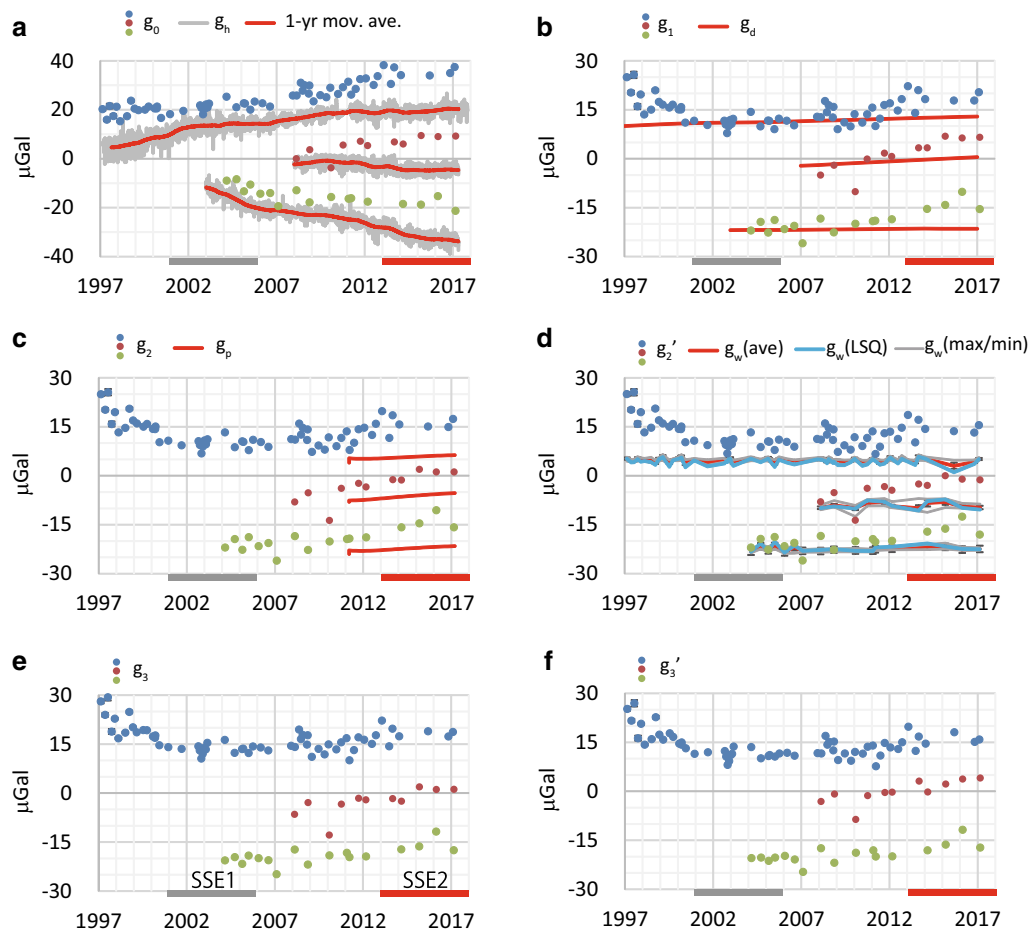 a
g0 gh 1-yr mov. ave.
40
20
0
-20
-40
μGal
1997 2002 2007 2012 2017
b
g1 gd
30
15
0
-15
-30
μGal
1997 2002 2007 2012 2017
c
g2 gp
30
15
0
-15
-30
μGal
1997 2002 2007 2012 2017
d
g2' gw(ave) gw(LSQ) gw(max/min)
30
15
0
-15
-30
μGal
1997 2002 2007 2012 2017
e
g3
30
15
0
-15
-30
μGal
SSE1 SSE2
1997 2002 2007 2012 2017
f
g3'
30
15
0
-15
-30
μGal
1997 2002 2007 2012 2017